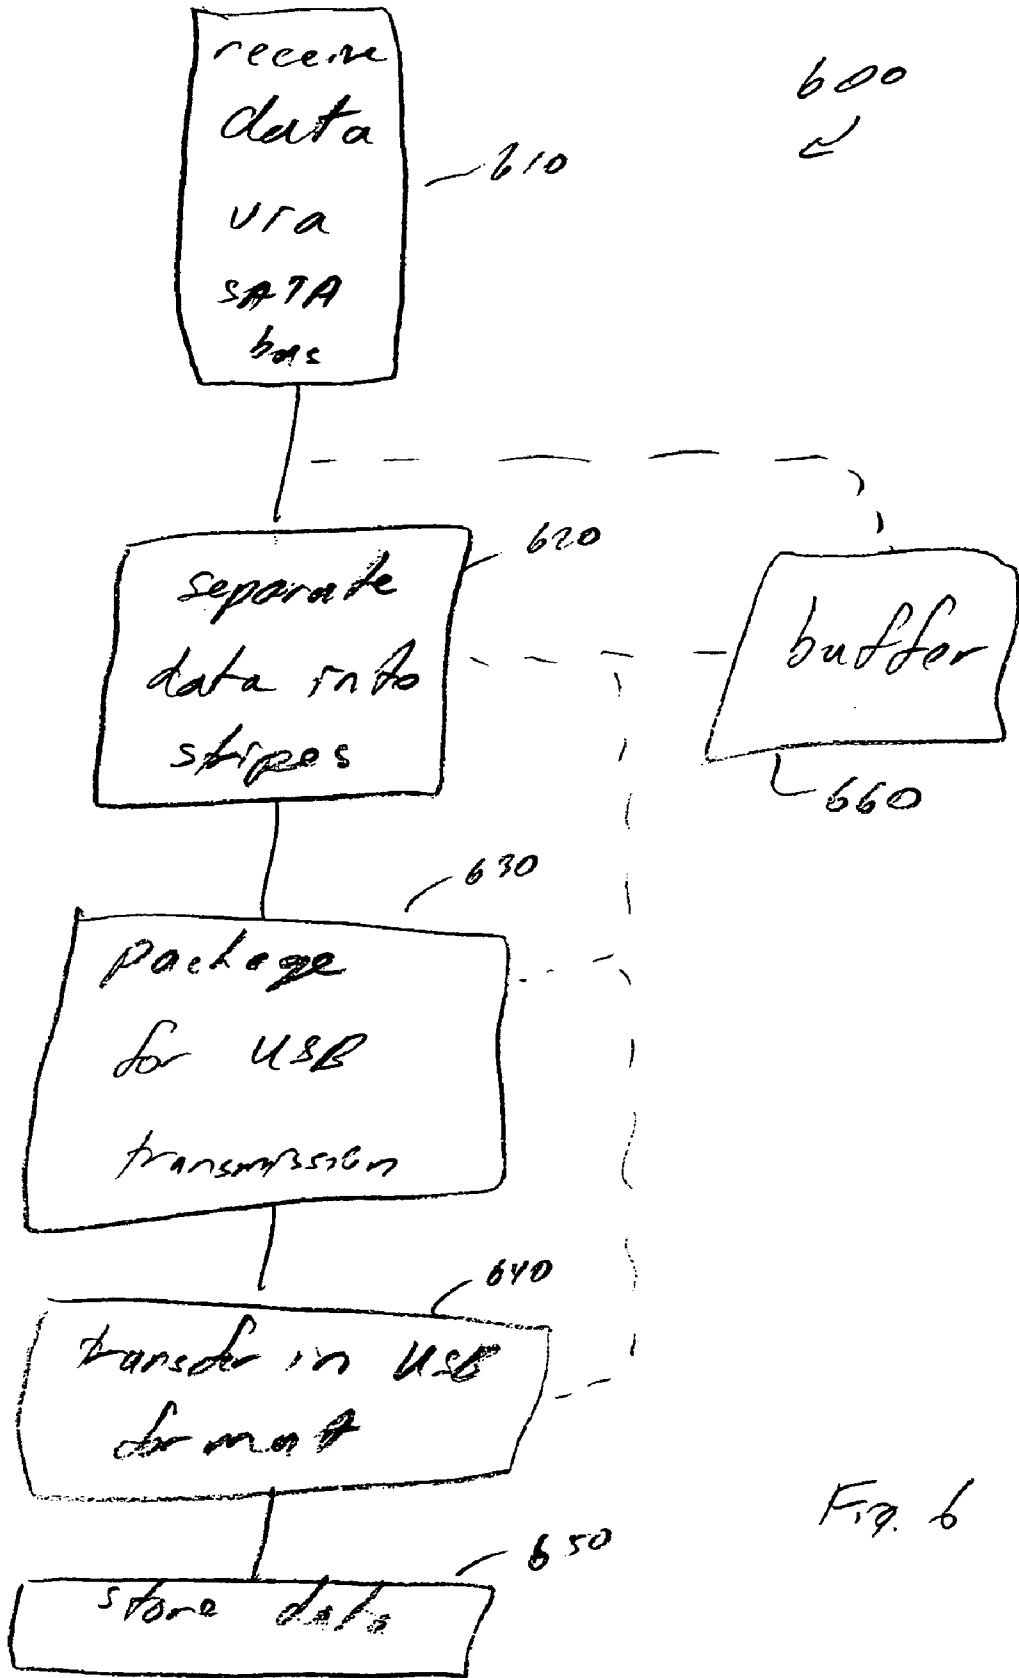 receive
data
via
SATA
bus
610
600
separate
data into
stripes
620
buffer
660
package
for USB
transmission
630
transfer in USB
format
640
store data
650
Fig. 6